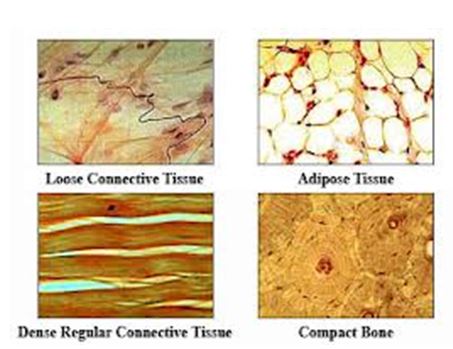 Loose Connective Tissue
Adipose Tissue
Dense Regular Connective Tissue
Compact Bone